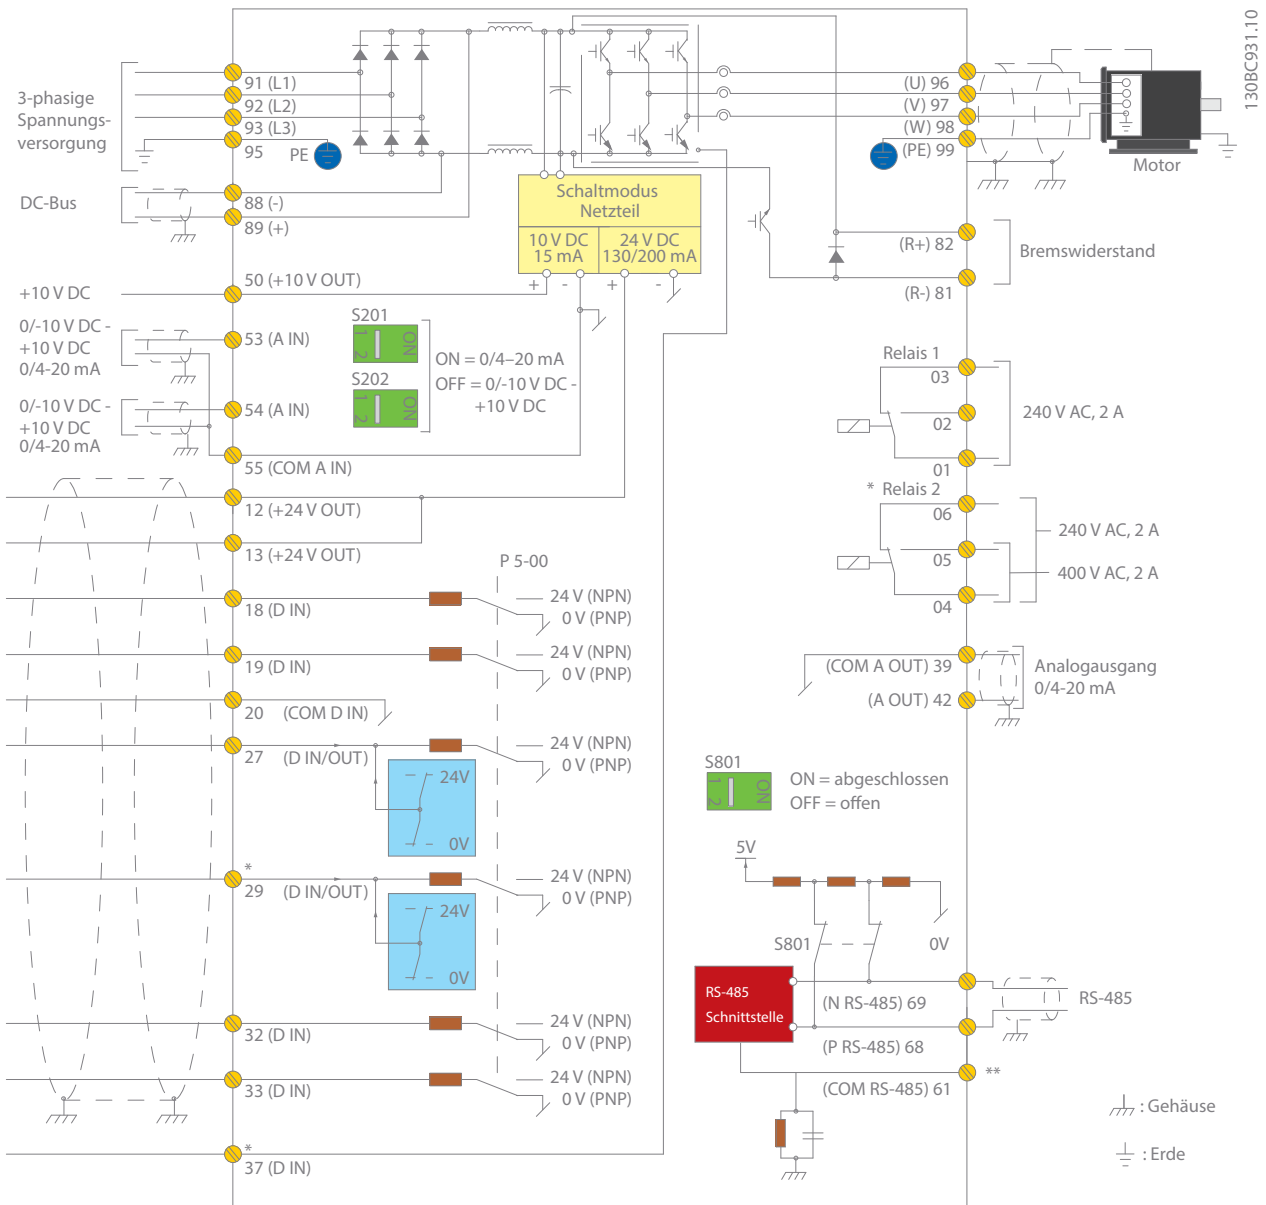 130BC931.10
3-phasige
Spannungs-
versorgung
91 (L1)
92 (L2)
93 (L3)
95
PE
DC-Bus
88 (-)
89 (+)
+10 V DC
50 (+10 V OUT)
0/-10 V DC -
+10 V DC
0/4-20 mA
53 (A IN)
0/-10 V DC -
+10 V DC
0/4-20 mA
54 (A IN)
55 (COM A IN)
12 (+24 V OUT)
13 (+24 V OUT)
18 (D IN)
19 (D IN)
20 (COM D IN)
27 (D IN/OUT)
*
29 (D IN/OUT)
32 (D IN)
33 (D IN)
*
37 (D IN)
Schaltmodus
Netzteil
10 V DC
15 mA
24 V DC
130/200 mA
+ - + -
S201
1 2 ON
S202
1 2 ON
ON = 0/4–20 mA
OFF = 0/-10 V DC -
+10 V DC
P 5-00
24 V (NPN)
0 V (PNP)
24 V (NPN)
0 V (PNP)
24 V (NPN)
0 V (PNP)
24V
0V
24 V (NPN)
0 V (PNP)
24V
0V
24 V (NPN)
0 V (PNP)
24 V (NPN)
0 V (PNP)
(U) 96
(V) 97
(W) 98
(PE) 99
Motor
(R+) 82
(R-) 81
Bremswiderstand
Relais 1
03
02
01
240 V AC, 2 A
* Relais 2
06
05
04
240 V AC, 2 A
400 V AC, 2 A
(COM A OUT) 39
(A OUT) 42
Analogausgang
0/4-20 mA
S801
1 2 ON
ON = abgeschlossen
OFF = offen
5V
S801
0V
RS-485
Schnittstelle
(N RS-485) 69
(P RS-485) 68
(COM RS-485) 61
**
RS-485
: Gehäuse
: Erde